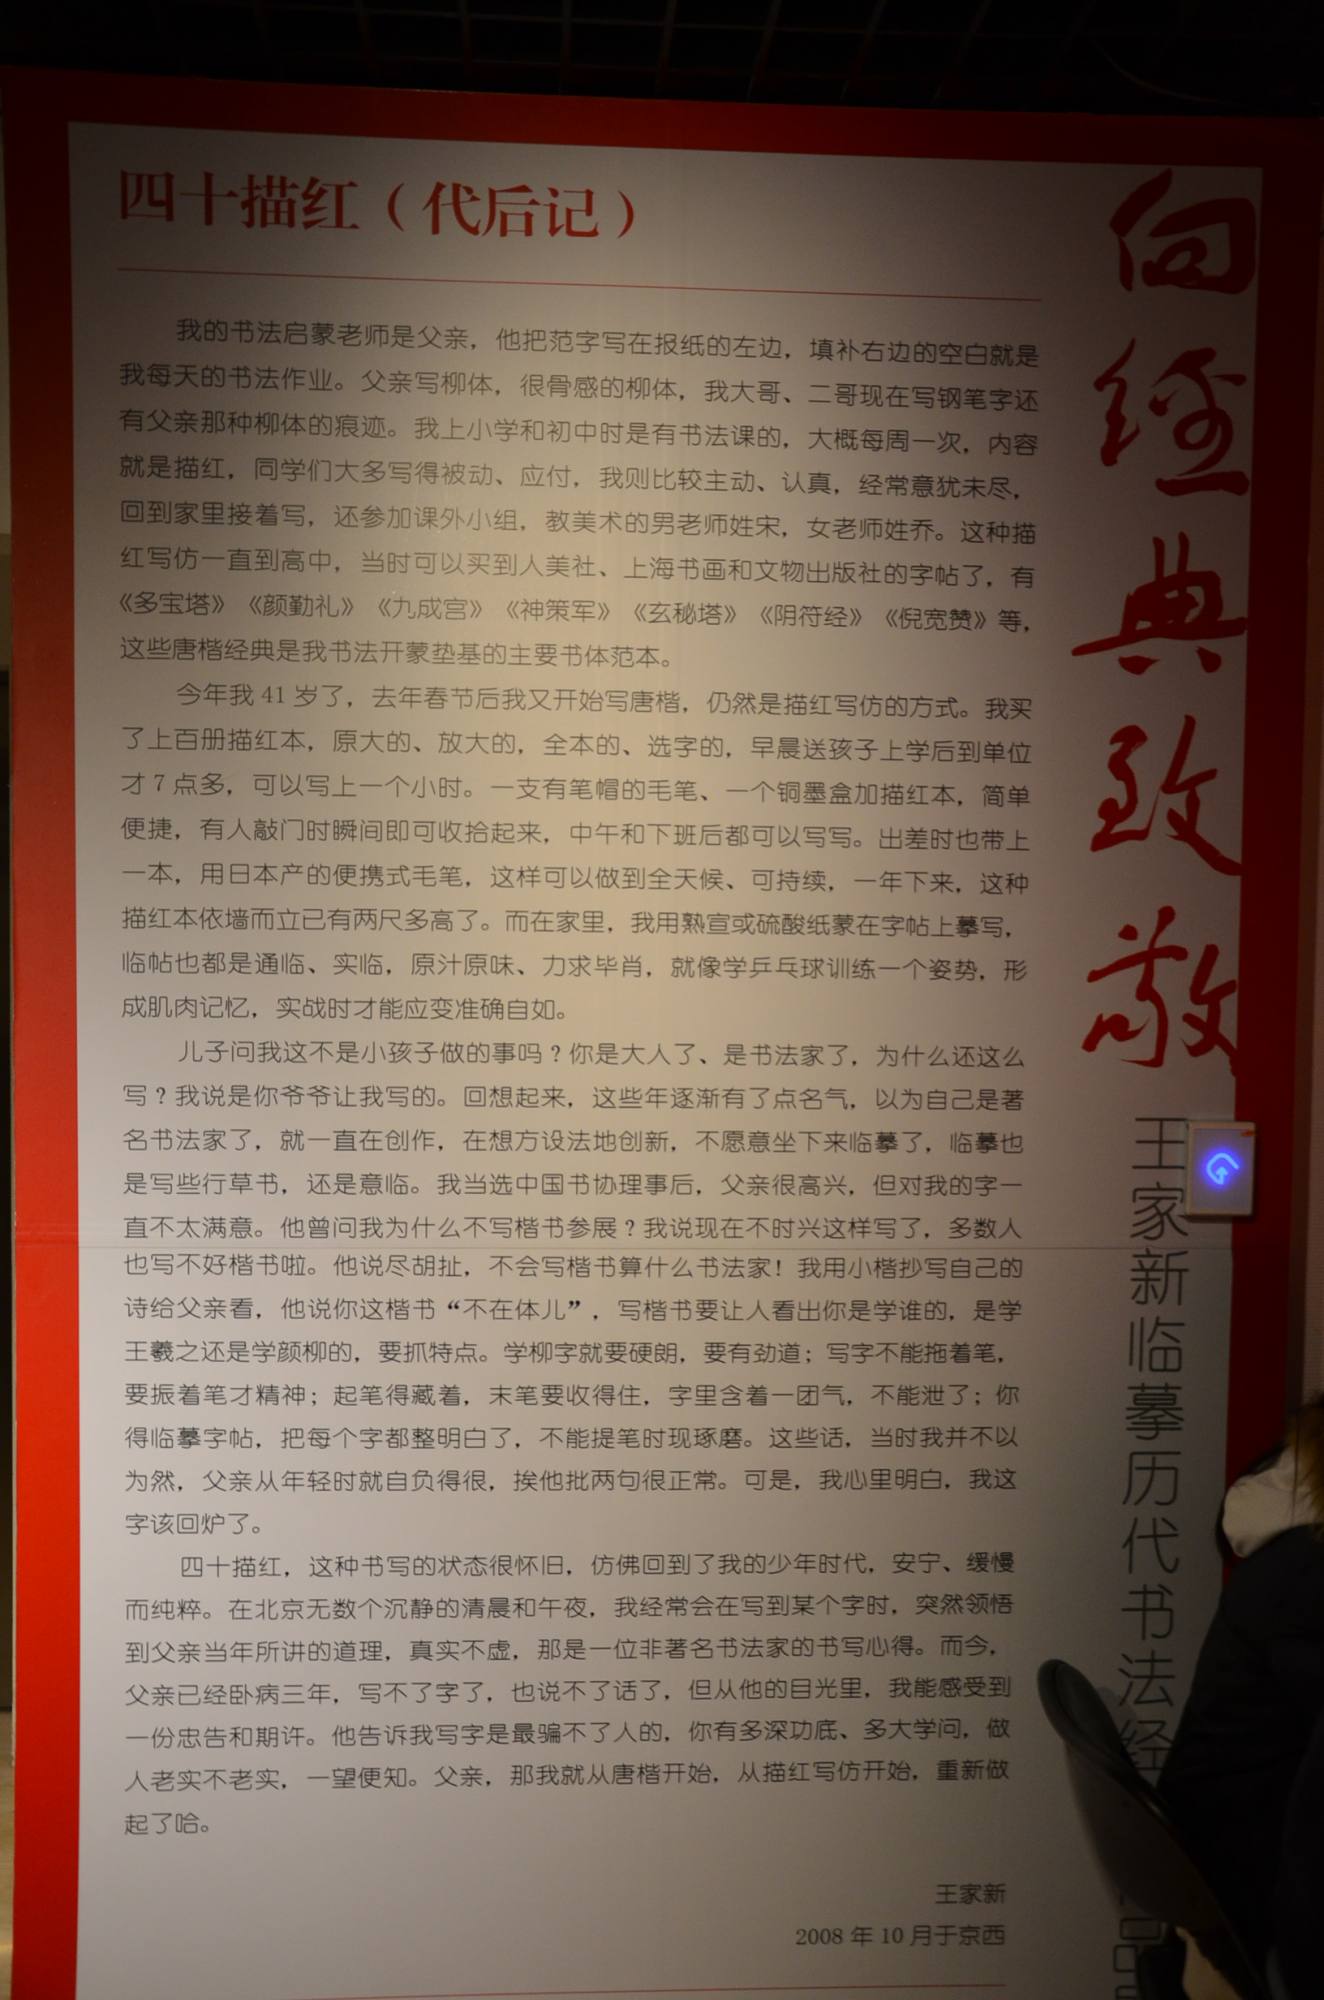 四十描红（代后记）
我的书法启蒙老师是父亲，他把范字写在报纸的左边，填补右边的空白就是
我每天的书法作业。父亲写柳体，很骨感的柳体，我大哥、二哥现在写钢笔字还
有父亲那种柳体的痕迹。我上小学和初中时是有书法课的，大概每周一次，内容
就是描红，同学们大多写得被动、应付，我则比较主动、认真，经常意犹未尽，
回到家里接着写，还参加课外小组，教美术的男老师姓宋，女老师姓乔。这种描
红写仿一直到高中，当时可以买到人美社、上海书画和文物出版社的字帖了，有
《多宝塔》《颜勤礼》《九成宫》《神策军》《玄秘塔》《阴符经》《倪宽赞》等，
这些唐楷经典是我书法开蒙垫基的主要书体范本。
今年我 41 岁了，去年春节后我又开始写唐楷，仍然是描红写仿的方式。我买
了上百册描红本，原大的、放大的，全本的、选字的，早晨送孩子上学后到单位
才 7 点多，可以写上一个小时。一支有笔帽的毛笔、一个铜墨盒加描红本，简单
便捷，有人敲门时瞬间即可收拾起来，中午和下班后都可以写写。出差时也带上
一本，用日本产的便携式毛笔，这样可以做到全天候、可持续，一年下来，这种
描红本依墙而立已有两尺多高了。而在家里，我用熟宣或硫酸纸蒙在字帖上摹写，
临帖也都是通临、实临，原汁原味、力求毕肖，就像学乒乓球训练一个姿势，形
成肌肉记忆，实战时才能应变准确自如。
儿子问我这不是小孩子做的事吗？你是大人了、是书法家了，为什么还这么
写？我说是你爷爷让我写的。回想起来，这些年逐渐有了点名气，以为自己是著
名书法家了，就一直在创作，在想方设法地创新，不愿意坐下来临摹了，临摹也
是写些行草书，还是意临。我当选中国书协理事后，父亲很高兴，但对我的字一
直不太满意。他曾问我为什么不写楷书参展？我说现在不时兴这样写了，多数人
也写不好楷书啦。他说尽胡扯，不会写楷书算什么书法家！我用小楷抄写自己的
诗给父亲看，他说你这楷书“不在体儿”，写楷书要让人看出你是学谁的，是学
王羲之还是学颜柳的，要抓特点。学柳字就要硬朗，要有劲道；写字不能拖着笔，
要振着笔才精神；起笔得藏着，末笔要收得住，字里含着一团气，不能泄了；你
得临摹字帖，把每个字都整明白了，不能提笔时现琢磨。这些话，当时我并不以
为然，父亲从年轻时就自负得很，挨他批两句很正常。可是，我心里明白，我这
字该回炉了。
四十描红，这种书写的状态很怀旧，仿佛回到了我的少年时代，安宁、缓慢
而纯粹。在北京无数个沉静的清晨和午夜，我经常会在写到某个字时，突然领悟
到父亲当年所讲的道理，真实不虚，那是一位非著名书法家的书写心得。而今，
父亲已经卧病三年，写不了字了，也说不了话了，但从他的目光里，我能感受到
一份忠告和期许。他告诉我写字是最骗不了人的，你有多深功底、多大学问，做
人老实不老实，一望便知。父亲，那我就从唐楷开始，从描红写仿开始，重新做
起了哈。
王家新
2008 年 10 月于京西
向经典致敬
王家新临摹历代书法经
品